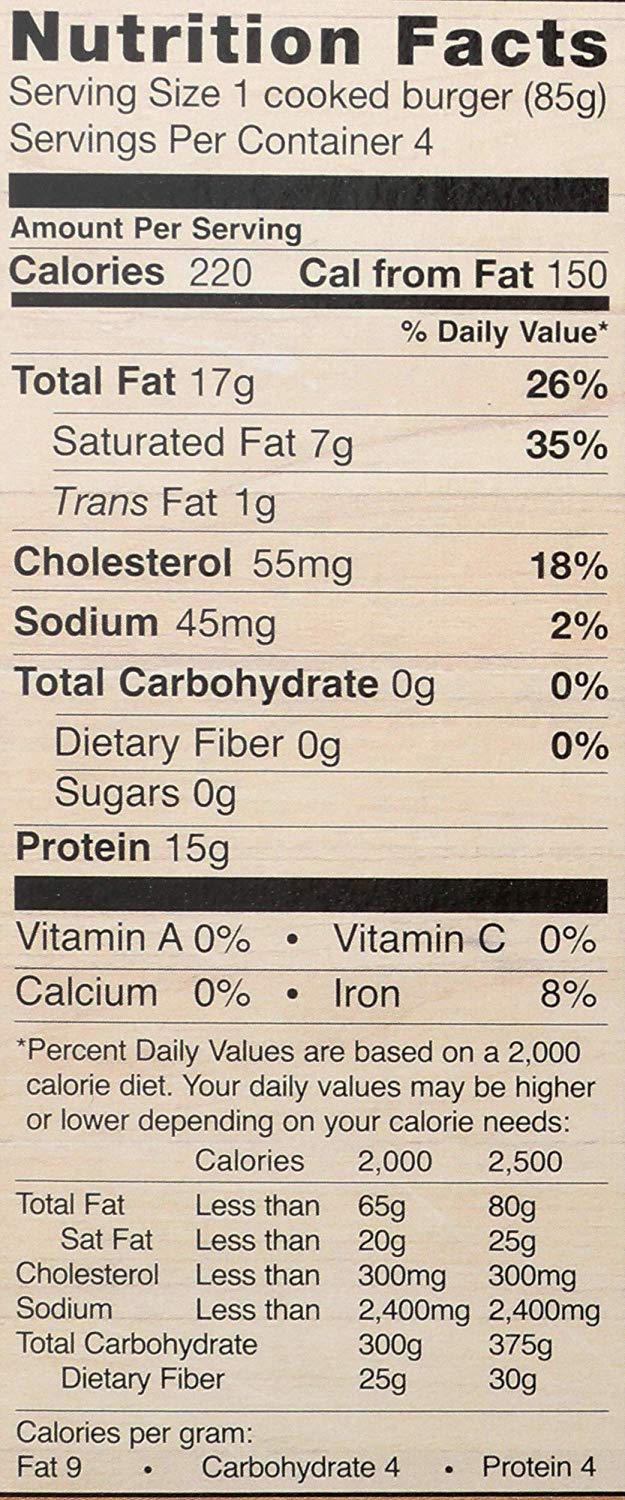 Nutrition Facts
Serving Size 1 cooked burger (85g)
Servings Per Container 4
Amount Per Serving
Calories 220 Cal from Fat 150
% Daily Value*
Total Fat 17g 26%
Saturated Fat 7g 35%
Trans Fat 1g
Cholesterol 55mg 18%
Sodium 45mg 2%
Total Carbohydrate 0g 0%
Dietary Fiber 0g 0%
Sugars 0g
Protein 15g
Vitamin A 0% • Vitamin C 0%
Calcium 0% • Iron 8%
*Percent Daily Values are based on a 2,000
calorie diet. Your daily values may be higher
or lower depending on your calorie needs:
Calories 2,000 2,500
Total Fat Less than 65g 80g
Sat Fat Less than 20g 25g
Cholesterol Less than 300mg 300mg
Sodium Less than 2,400mg 2,400mg
Total Carbohydrate 300g 375g
Dietary Fiber 25g 30g
Calories per gram:
Fat 9 • Carbohydrate 4 • Protein 4